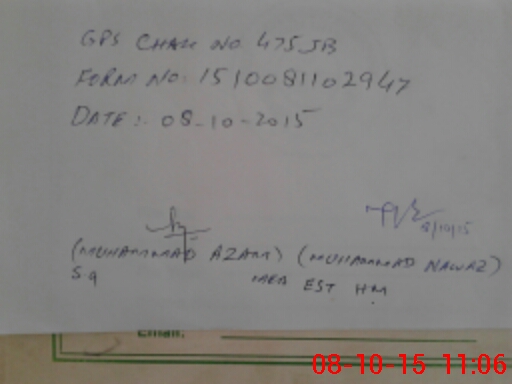 GPS CHAK NO 475 JB
FORM NO: 1510081102947
DATE: 08-10-2015
8/10/15
(MUHAMMAD AZAM) (MUHAMMAD NAWAZ)
EST HM
Email:
08-10-15 11:06